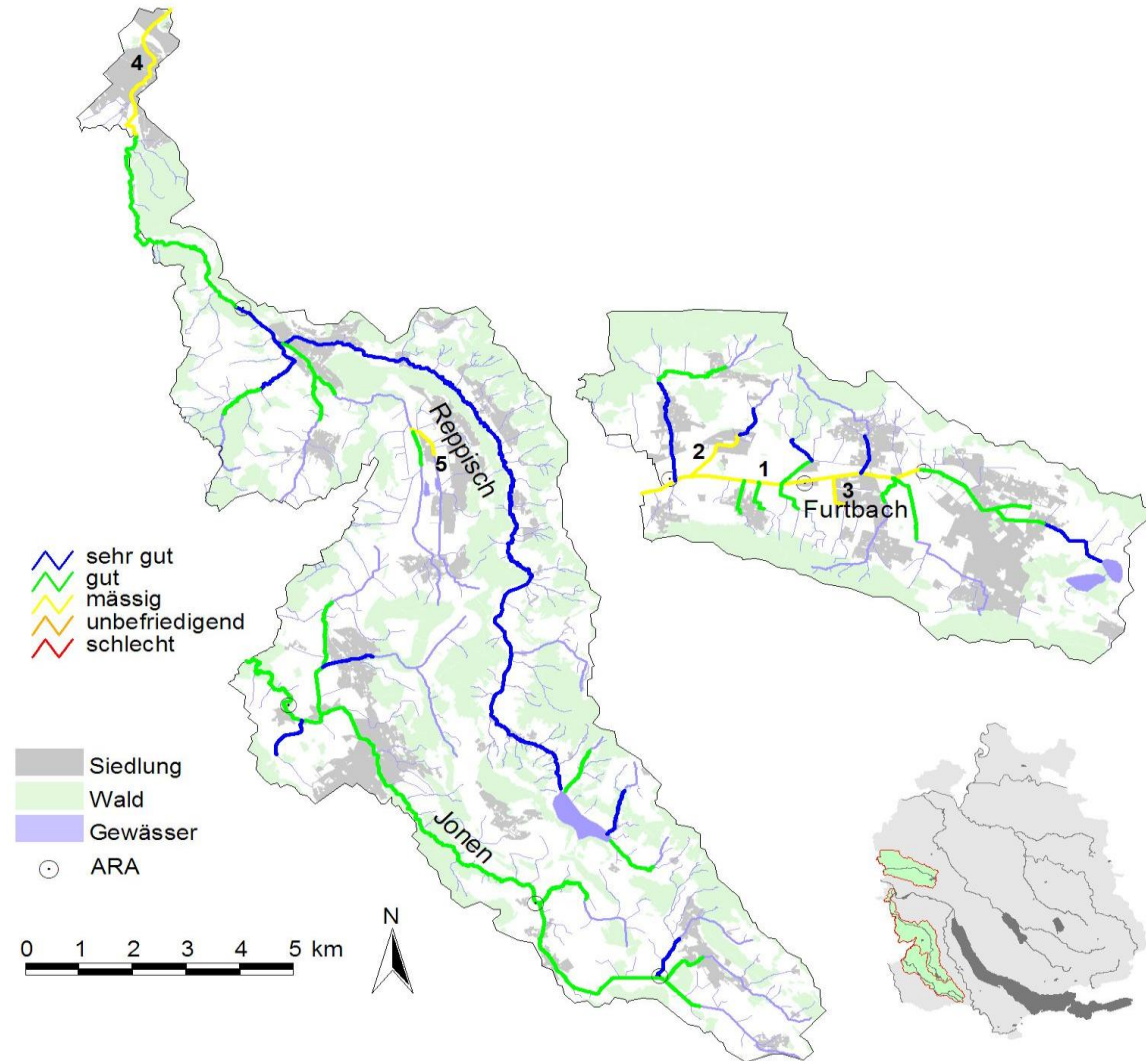 4
Reppisch
5
2
1
3
Furtbach
sehr gut
gut
mässig
unbefriedigend
schlecht
Siedlung
Wald
Gewässer
ARA
Jonen
N
0 1 2 3 4 5 km